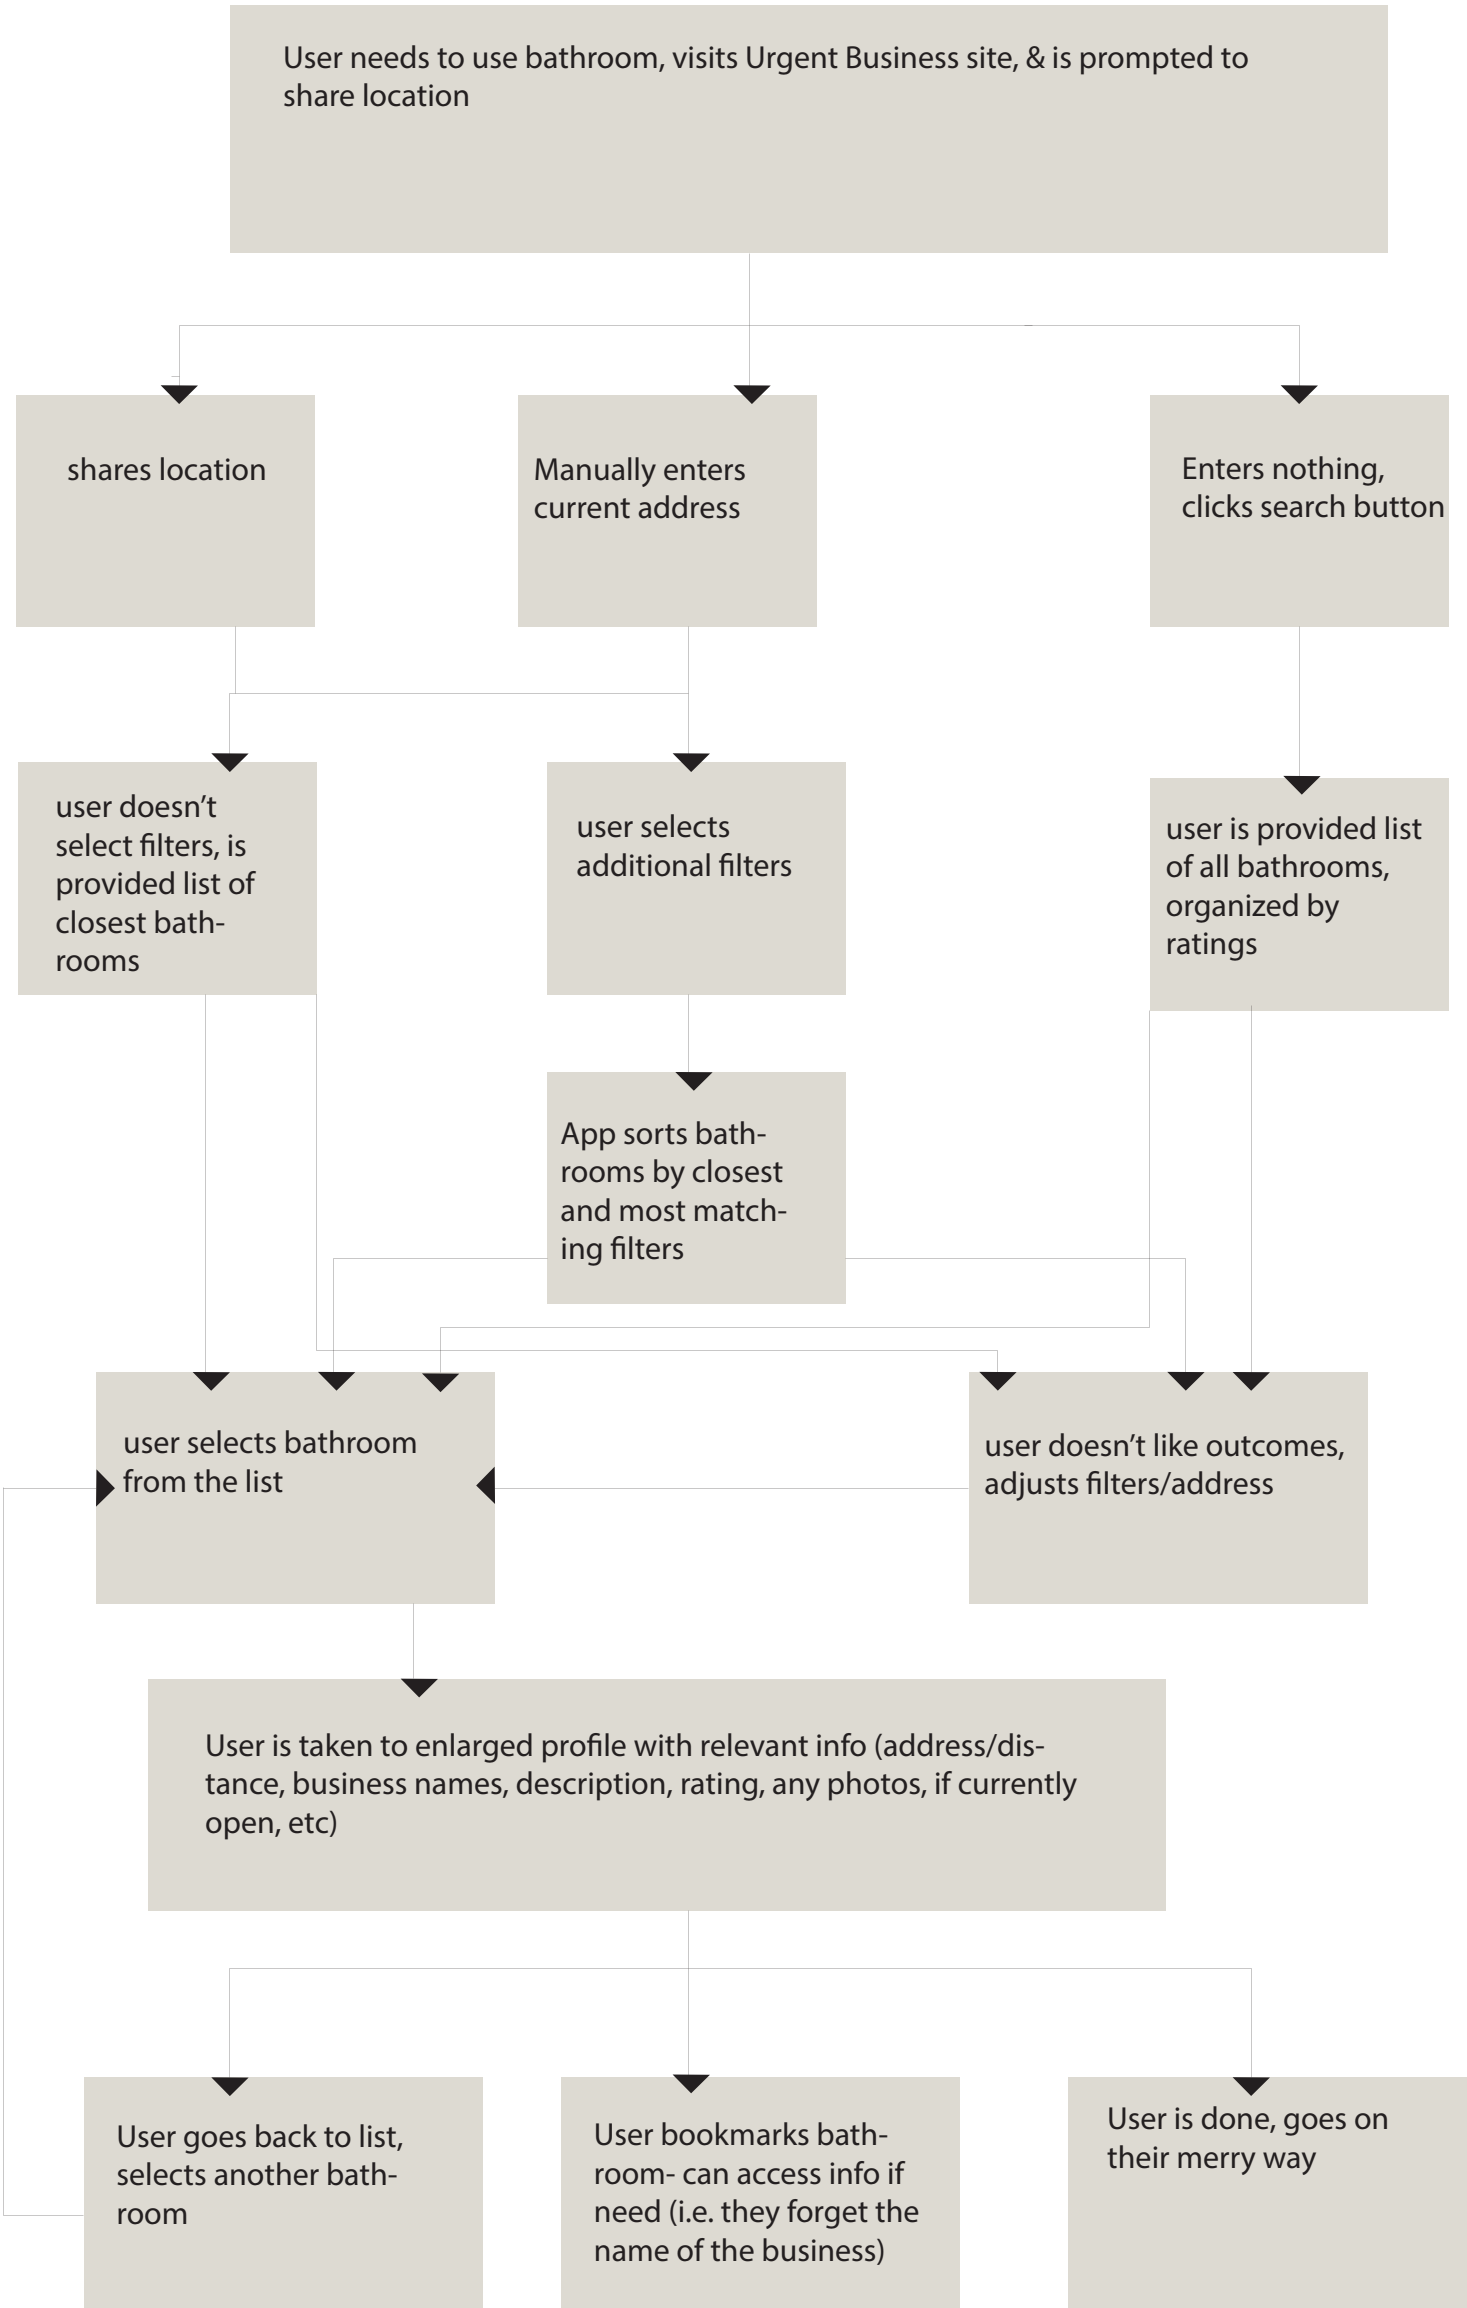 User needs to use bathroom, visits Urgent Business site, & is prompted to
share location
shares location
Manually enters
current address
Enters nothing,
clicks search button
user doesn’t
select filters, is
provided list of
closest bath-
rooms
user selects
additional filters
user is provided list
of all bathrooms,
organized by
ratings
App sorts bath-
rooms by closest
and most match-
ing filters
user selects bathroom
from the list
user doesn’t like outcomes,
adjusts filters/address
User is taken to enlarged profile with relevant info (address/dis-
tance, business names, description, rating, any photos, if currently
open, etc)
User goes back to list,
selects another bath-
room
User bookmarks bath-
room- can access info if
need (i.e. they forget the
name of the business)
User is done, goes on
their merry way